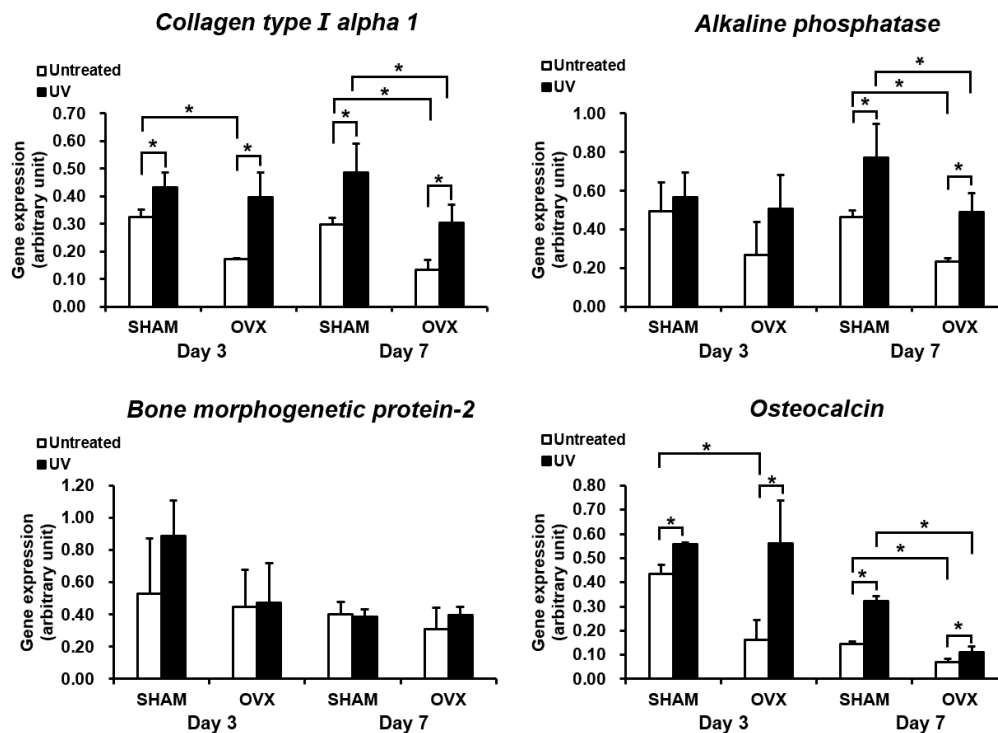 Collagen type I alpha 1
Untreated
UV
Gene expression
(arbitrary unit)
0.70
0.60
0.50
0.40
0.30
0.20
0.10
0.00
* * * * * * *
SHAM OVX SHAM OVX
Day 3 Day 7
Alkaline phosphatase
Untreated
UV
Gene expression
(arbitrary unit)
1.00
0.80
0.60
0.40
0.20
0.00
* * * *
SHAM OVX SHAM OVX
Day 3 Day 7
Bone morphogenetic protein-2
Untreated
UV
Gene expression
(arbitrary unit)
1.20
1.00
0.80
0.60
0.40
0.20
0.00
SHAM OVX SHAM OVX
Day 3 Day 7
Osteocalcin
Untreated
UV
Gene expression
(arbitrary unit)
0.80
0.70
0.60
0.50
0.40
0.30
0.20
0.10
0.00
* * * * * * *
SHAM OVX SHAM OVX
Day 3 Day 7